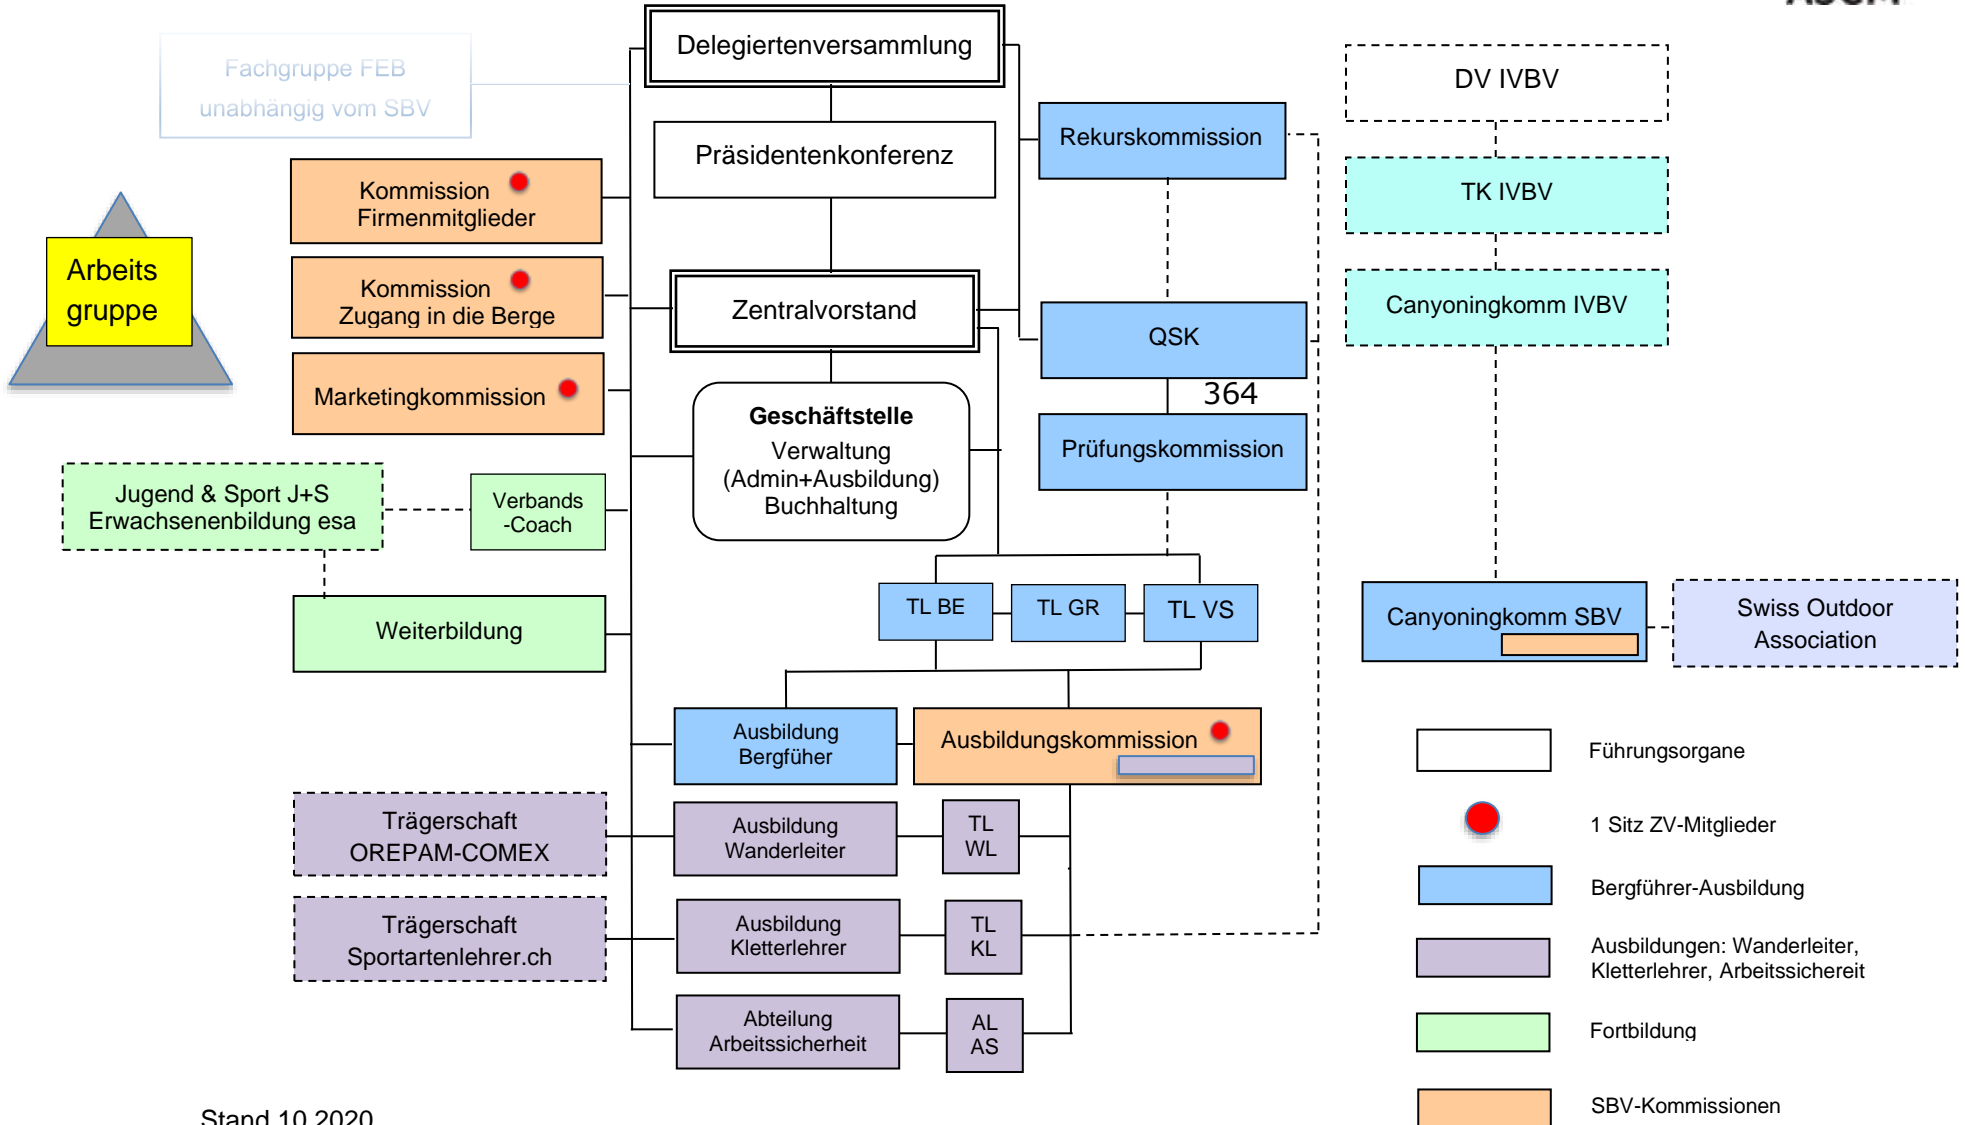 Delegiertenversammlung
Fachgruppe FEB
unabhängig vom SBV
DV IVBV
Präsidentenkonferenz
Rekurskommission
Kommission
Firmenmitglieder
TK IVBV
Arbeits
gruppe
Kommission
Zugang in die Berge
Zentralvorstand
QSK
Canyoningkomm IVBV
Marketingkommission
364
Geschäftstelle
Verwaltung
(Admin+Ausbildung)
Buchhaltung
Prüfungskommission
Jugend & Sport J+S
Erwachsenenbildung esa
Verbands
-Coach
TL BE
TL GR
TL VS
Weiterbildung
Canyoningkomm SBV
Swiss Outdoor
Association
Ausbildung
Bergfüher
Ausbildungskommission
Führungsorgane
Trägerschaft
OREPAM-COMEX
Ausbildung
Wanderleiter
TL
WL
1 Sitz ZV-Mitglieder
Bergführer-Ausbildung
Trägerschaft
Sportartenlehrer.ch
Ausbildung
Kletterlehrer
TL
KL
Ausbildungen: Wanderleiter,
Kletterlehrer, Arbeitssichereit
Abteilung
Arbeitssicherheit
AL
AS
Fortbildung
SBV-Kommissionen
Stand 10.2020